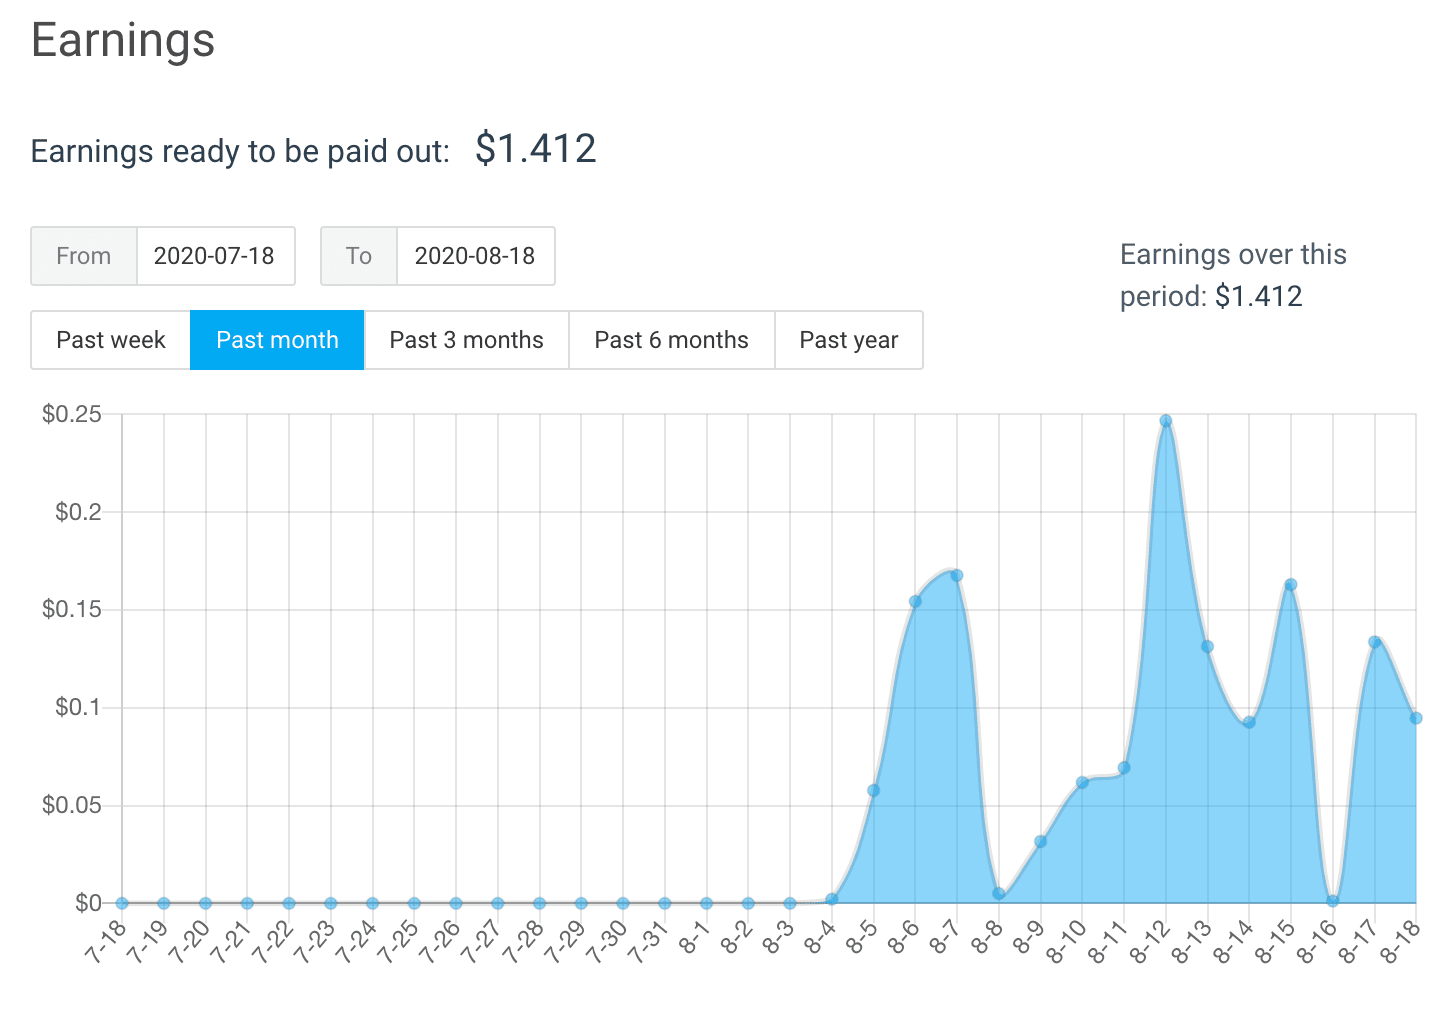 Earnings
Earnings ready to be paid out: $1.412
From 2020-07-18 To 2020-08-18
Earnings over this
period: $1.412
Past week Past month Past 3 months Past 6 months Past year
$0.25
$0.2
$0.15
$0.1
$0.05
$0
7-18 7-19 7-20 7-21 7-22 7-23 7-24 7-25 7-26 7-27 7-28 7-29 7-30 7-31 8-1 8-2 8-3 8-4 8-5 8-6 8-7 8-8 8-9 8-10 8-11 8-12 8-13 8-14 8-15 8-16 8-17 8-18